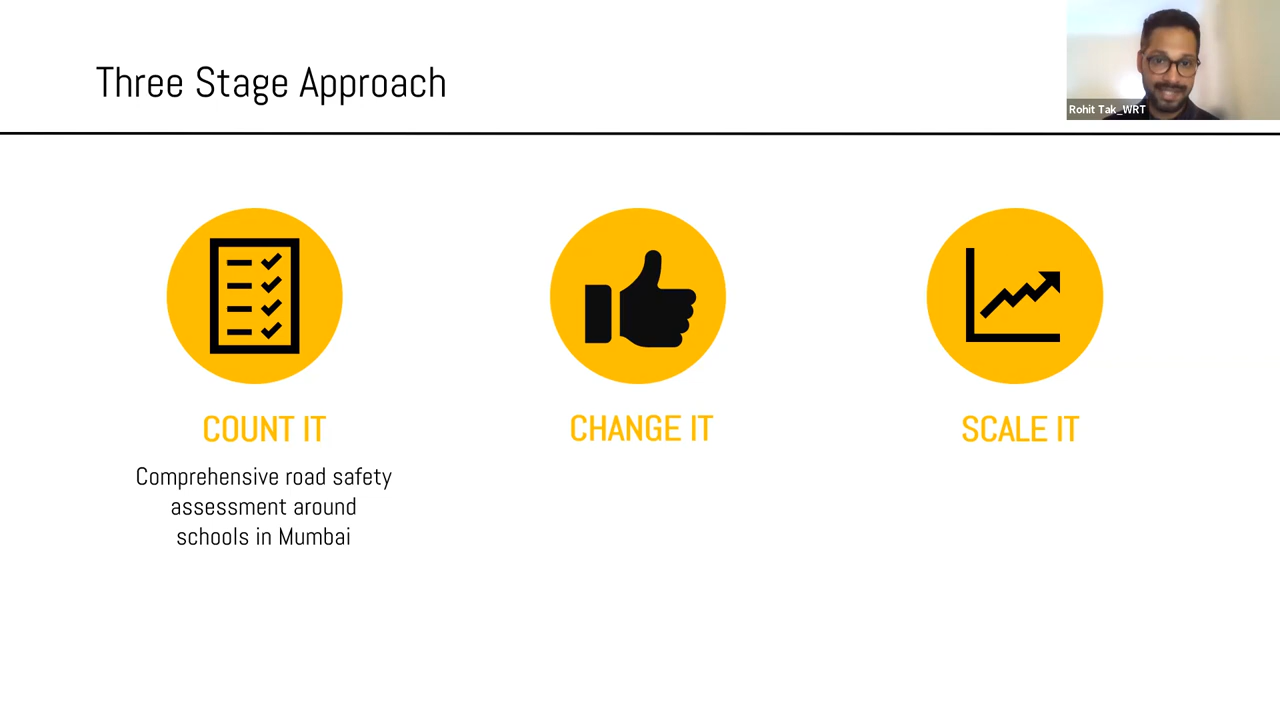 Three Stage Approach
Rohit Tak_WRT
COUNT IT
Comprehensive road safety
assessment around
schools in Mumbai
CHANGE IT
SCALE IT